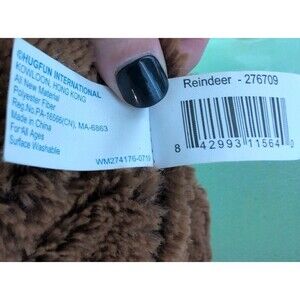 ©HUGFUN INTERNATIONAL
KOWLOON, HONG KONG
All New Material
Polyester Fiber
Reg.No.PA-16566(CN), MA-6863
Made in China
For All Ages
Surface Washable
WM274176-0719
Reindeer - 276709
8 42993 11564 0